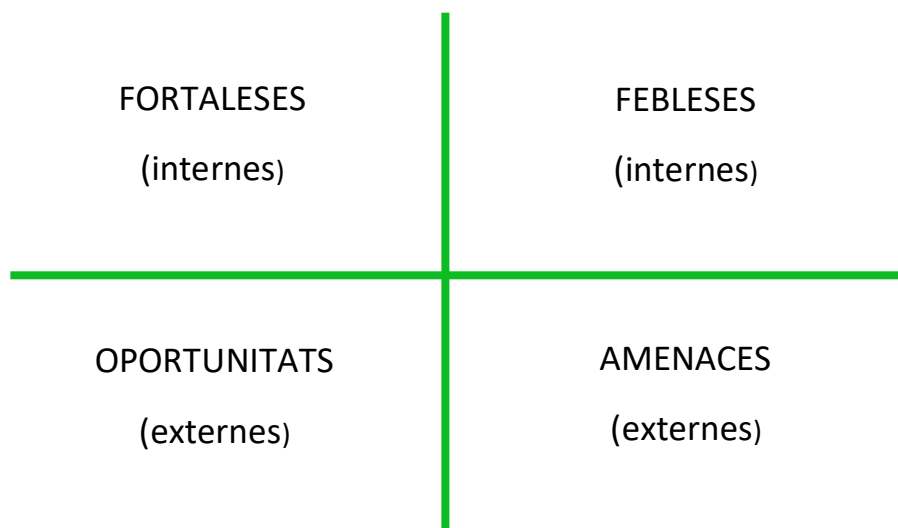 FORTALESES
(internes)
FEBLESES
(internes)
OPORTUNITATS
(externes)
AMENACES
(externes)